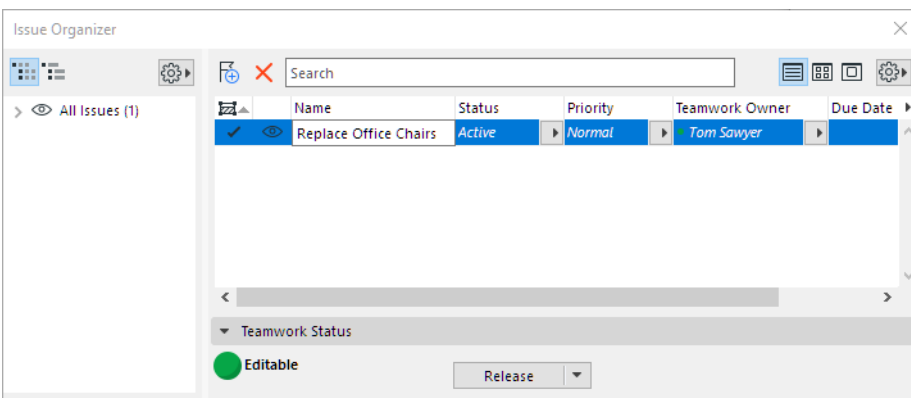 Issue Organizer
Search
All Issues (1)
Name Status Priority Teamwork Owner Due Date
Replace Office Chairs Active Normal Tom Sawyer
Teamwork Status
Editable
Release